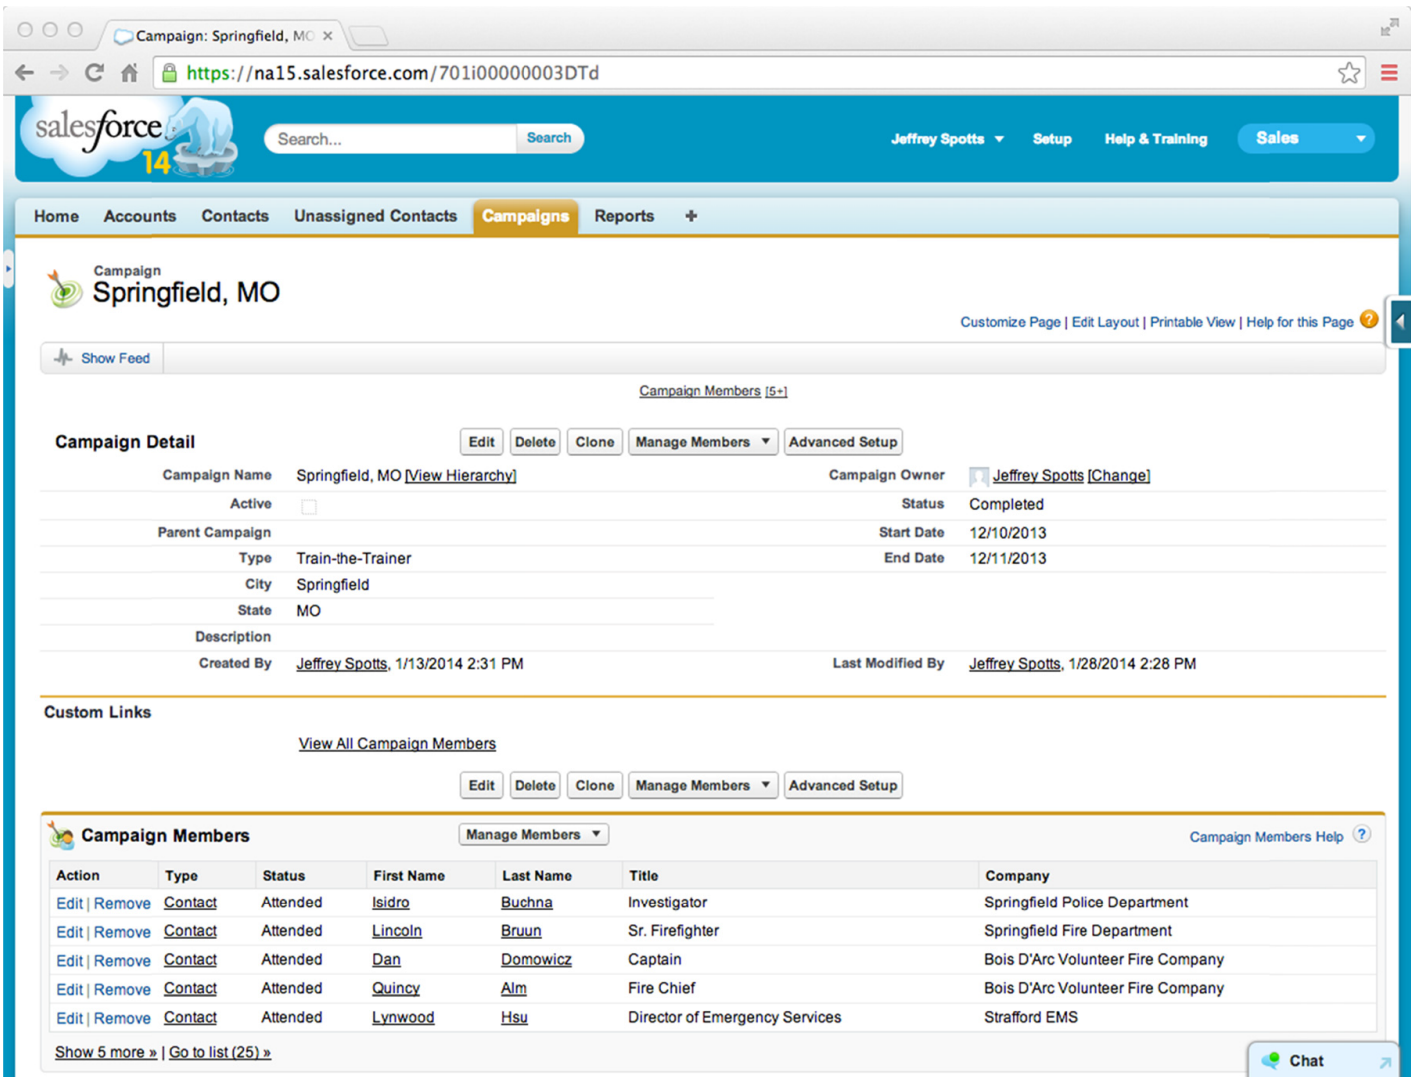 Campaign: Springfield, MO ×
https://na15.salesforce.com/701i00000003DTd
salesforce
14
Search...
Search
Jeffrey Spotts
Setup
Help & Training
Sales
Home Accounts Contacts Unassigned Contacts Campaigns Reports +
Campaign
Springfield, MO
Customize Page | Edit Layout | Printable View | Help for this Page ?
Show Feed
Campaign Members [5+]
Campaign Detail Edit Delete Clone Manage Members Advanced Setup
Campaign Name Springfield, MO [View Hierarchy] Campaign Owner Jeffrey Spotts [Change]
Active Status Completed
Parent Campaign Start Date 12/10/2013
Type Train-the-Trainer End Date 12/11/2013
City Springfield
State MO
Description
Created By Jeffrey Spotts, 1/13/2014 2:31 PM Last Modified By Jeffrey Spotts, 1/28/2014 2:28 PM
Custom Links
View All Campaign Members
Edit Delete Clone Manage Members Advanced Setup
Campaign Members Manage Members Campaign Members Help ?
Action Type Status First Name Last Name Title Company
Edit | Remove Contact Attended Isidro Buchna Investigator Springfield Police Department
Edit | Remove Contact Attended Lincoln Bruun Sr. Firefighter Springfield Fire Department
Edit | Remove Contact Attended Dan Domowicz Captain Bois D'Arc Volunteer Fire Company
Edit | Remove Contact Attended Quincy Alm Fire Chief Bois D'Arc Volunteer Fire Company
Edit | Remove Contact Attended Lynwood Hsu Director of Emergency Services Strafford EMS
Show 5 more » | Go to list (25) »
Chat